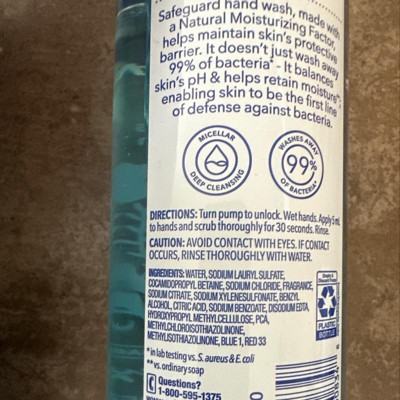 Safeguard hand wash, made with
a Natural Moisturizing Factor,
helps maintain skin's protective
barrier. It doesn't just wash away
99% of bacteria* - It balances
skin's pH & helps retain moisture**,
enabling skin to be the first line
of defense against bacteria.
MICELLAR
DEEP CLEANSING
WASHES AWAY
99%
OF BACTERIA*
DIRECTIONS: Turn pump to unlock. Wet hands. Apply 5 mL
to hands and scrub thoroughly for 30 seconds. Rinse.
CAUTION: AVOID CONTACT WITH EYES. IF CONTACT
OCCURS, RINSE THOROUGHLY WITH WATER.
INGREDIENTS: WATER, SODIUM LAURYL SULFATE,
COCAMIDOPROPYL BETAINE, SODIUM CHLORIDE, FRAGRANCE,
SODIUM CITRATE, SODIUM XYLENESULFONATE, BENZYL
ALCOHOL, CITRIC ACID, SODIUM BENZOATE, DISODIUM EDTA,
HYDROXYPROPYL METHYLCELLULOSE, PCA,
METHYLCHLOROISOTHIAZOLINONE,
METHYLISOTHIAZOLINONE, BLUE 1, RED 33
PLASTIC
BOTTLE
* in lab testing vs. S. aureus & E. coli
** vs. ordinary soap
Questions?
1-800-595-1375